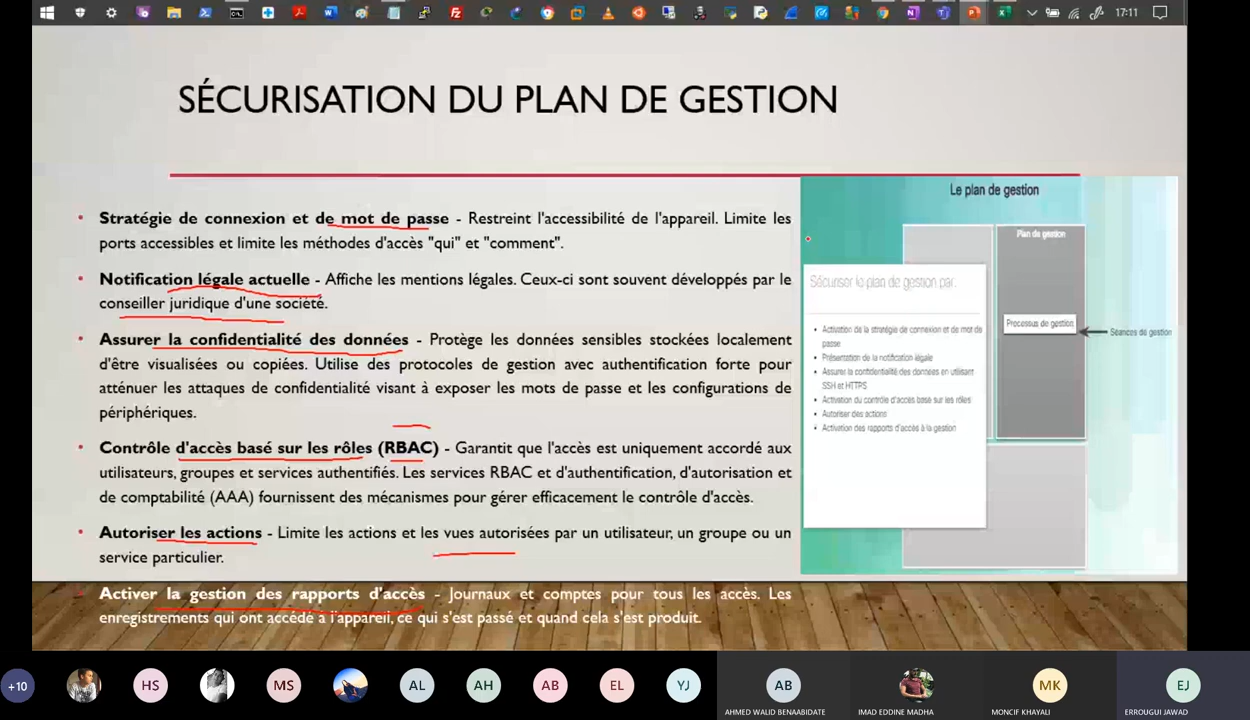 17:11
SÉCURISATION DU PLAN DE GESTION
• Stratégie de connexion et de mot de passe - Restreint l'accessibilité de l'appareil. Limite les
ports accessibles et limite les méthodes d'accès "qui" et "comment".
• Notification légale actuelle - Affiche les mentions légales. Ceux-ci sont souvent développés par le
conseiller juridique d'une société.
• Assurer la confidentialité des données - Protège les données sensibles stockées localement
d'être visualisées ou copiées. Utilise des protocoles de gestion avec authentification forte pour
atténuer les attaques de confidentialité visant à exposer les mots de passe et les configurations de
périphériques.
• Contrôle d'accès basé sur les rôles (RBAC) - Garantit que l'accès est uniquement accordé aux
utilisateurs, groupes et services authentifiés. Les services RBAC et d'authentification, d'autorisation et
de comptabilité (AAA) fournissent des mécanismes pour gérer efficacement le contrôle d'accès.
• Autoriser les actions - Limite les actions et les vues autorisées par un utilisateur, un groupe ou un
service particulier.
• Activer la gestion des rapports d'accès - Journaux et comptes pour tous les accès. Les
enregistrements qui ont accédé à l'appareil, ce qui s'est passé et quand cela s'est produit.
Le plan de gestion
Plan de gestion
Sécuriser le plan de gestion par:
• Activation de la stratégie de connexion et de mot de
passe
• Présentation de la notification légale
• Assurer la confidentialité des données en utilisant
SSH et HTTPS
• Activation du contrôle d'accès basé sur les rôles
• Autoriser des actions
• Activation des rapports d'accès à la gestion
Processus de gestion
Séances de gestion
+10
HS
MS
AL
AH
AB
EL
YJ
AB
MK
EJ
AHMED WALID BENAABIDATE
IMAD EDDINE MADHA
MONCIF KHAYALI
ERROUGUI JAWAD